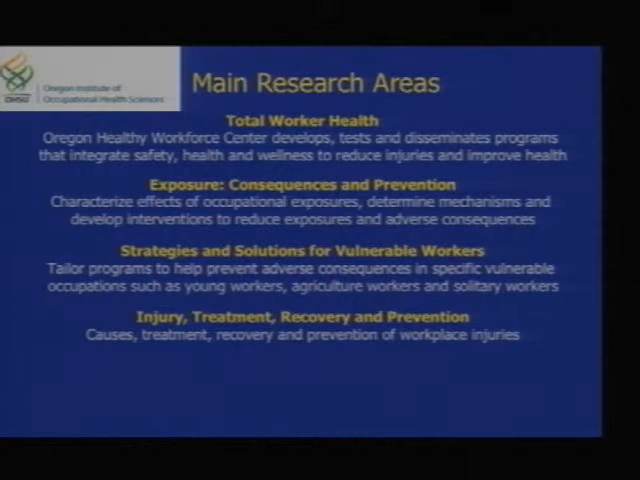 OHSU
Oregon Institute of
Occupational Health Sciences
Main Research Areas
Total Worker Health
Oregon Healthy Workforce Center develops, tests and disseminates programs
that integrate safety, health and wellness to reduce injuries and improve health
Exposure: Consequences and Prevention
Characterize effects of occupational exposures, determine mechanisms and
develop interventions to reduce exposures and adverse consequences
Strategies and Solutions for Vulnerable Workers
Tailor programs to help prevent adverse consequences in specific vulnerable
occupations such as young workers, agriculture workers and solitary workers
Injury, Treatment, Recovery and Prevention
Causes, treatment, recovery and prevention of workplace injuries